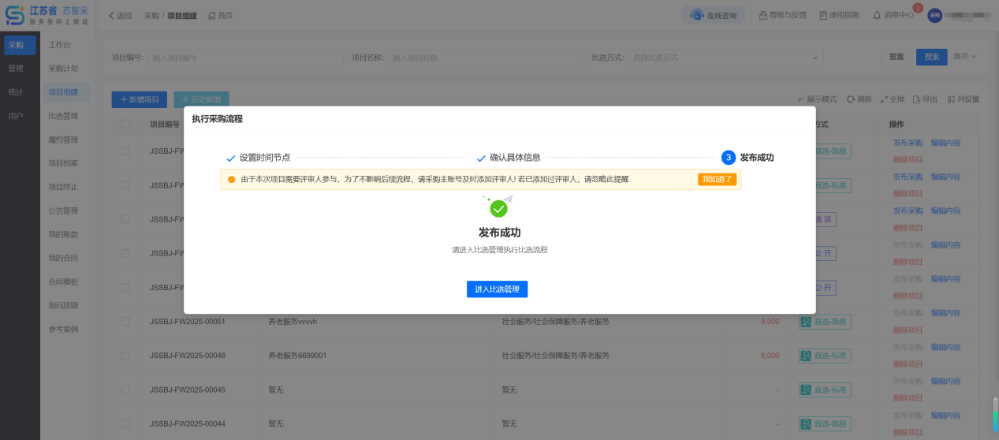 江苏省 苏服采
服务类网上商城
返回 采购 / 项目组建 首页
在线咨询 帮助与反馈 使用指南 消息中心 1 采购
采购
管理
统计
用户
工作台
采购计划
项目组建
比选管理
履约管理
项目档案
项目终止
公告管理
我的账款
我的合同
合同模板
询问质疑
参考案例
项目编号: 输入项目编号 项目名称: 输入项目名称 比选方式: 选择比选方式 重置 搜索 展开
+ 新增项目 + 历史新增 展示模式 刷新 全屏 导出 列设置
项目编号 方式 操作
JSSBJ-FW 直选-简易 发布采购 编辑内容
删除项目
JSSBJ-FW 直选-标准 发布采购 编辑内容
删除项目
JSSBJ-FW 邀 请 发布采购 编辑内容
删除项目
JSSBJ-FW 公 开 发布采购 编辑内容
删除项目
JSSBJ-FW 公 开 发布采购 编辑内容
删除项目
JSSBJ-FW2025-00051 养老服务vvvvh 社会服务/社会保障服务/养老服务 8,000 直选-简易 发布采购 编辑内容
删除项目
JSSBJ-FW2025-00046 养老服务6699001 社会服务/社会保障服务/养老服务 8,000 直选-标准 发布采购 编辑内容
删除项目
JSSBJ-FW2025-00045 暂无 暂无 - 直选-标准 发布采购 编辑内容
删除项目
JSSBJ-FW2025-00044 暂无 暂无 - 直选-简易 发布采购 编辑内容
删除项目
执行采购流程
设置时间节点 确认具体信息 3 发布成功
由于本次项目需要评审人参与，为了不影响后续流程，请采购主账号及时添加评审人! 若已添加过评审人，请忽略此提醒 我知道了
发布成功
请进入比选管理执行比选流程
进入比选管理